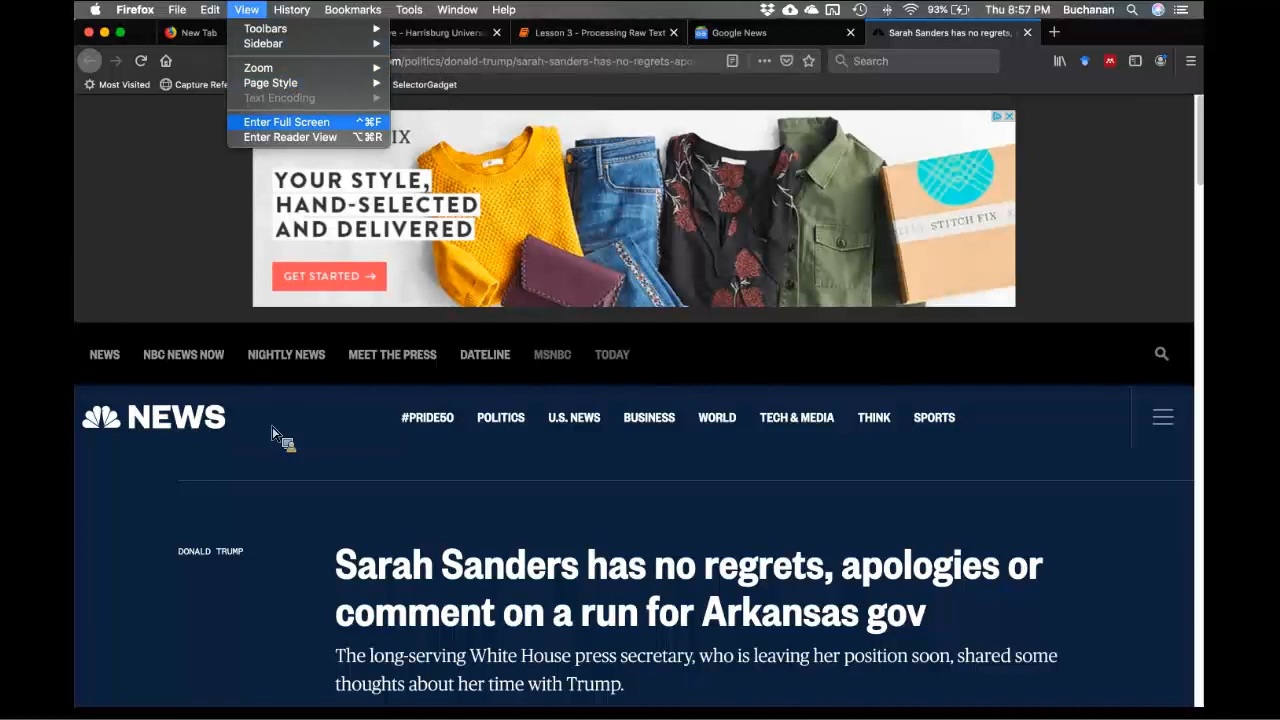 Firefox File Edit View History Bookmarks Tools Window Help 93% Thu 8:57 PM Buchanan
New Tab
e - Harrisburg Univers
Lesson 3 - Processing Raw Text
Google News
Sarah Sanders has no regrets,
om/politics/donald-trump/sarah-sanders-has-no-regrets-apo
Search
Most Visited
Capture Refe
SelectorGadget
Toolbars
Sidebar
Zoom
Page Style
Text Encoding
Enter Full Screen ^⌘F
Enter Reader View ⌥⌘R
FIX
YOUR STYLE,
HAND-SELECTED
AND DELIVERED
GET STARTED →
STITCH FIX
NEWS NBC NEWS NOW NIGHTLY NEWS MEET THE PRESS DATELINE MSNBC TODAY
NEWS
#PRIDE50 POLITICS U.S. NEWS BUSINESS WORLD TECH & MEDIA THINK SPORTS
DONALD TRUMP
Sarah Sanders has no regrets, apologies or
comment on a run for Arkansas gov
The long-serving White House press secretary, who is leaving her position soon, shared some
thoughts about her time with Trump.